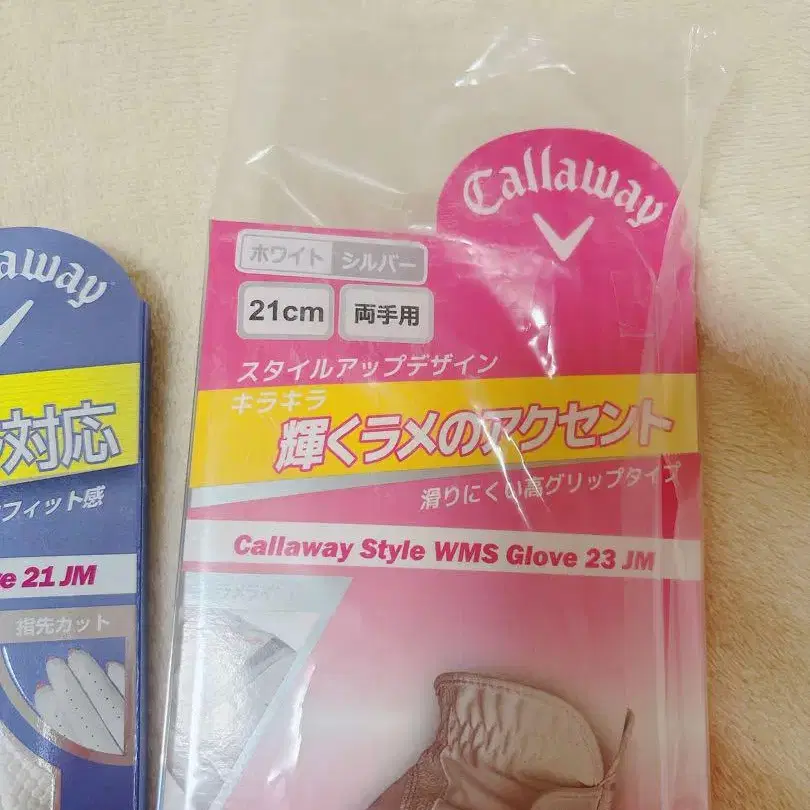 Callaway
ホワイト シルバー
21cm 両手用
スタイルアップデザイン
キラキラ
輝くラメのアクセント
滑りにくい高グリップタイプ
Callaway Style WMS Glove 23 JM
away
対応
フィット感
ve 21 JM
指先カット